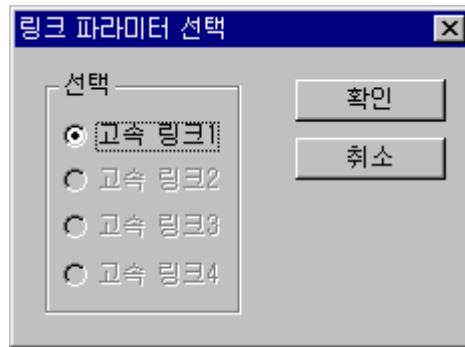 링크 파라미터 선택
선택
고속 링크1
고속 링크2
고속 링크3
고속 링크4
확인
취소